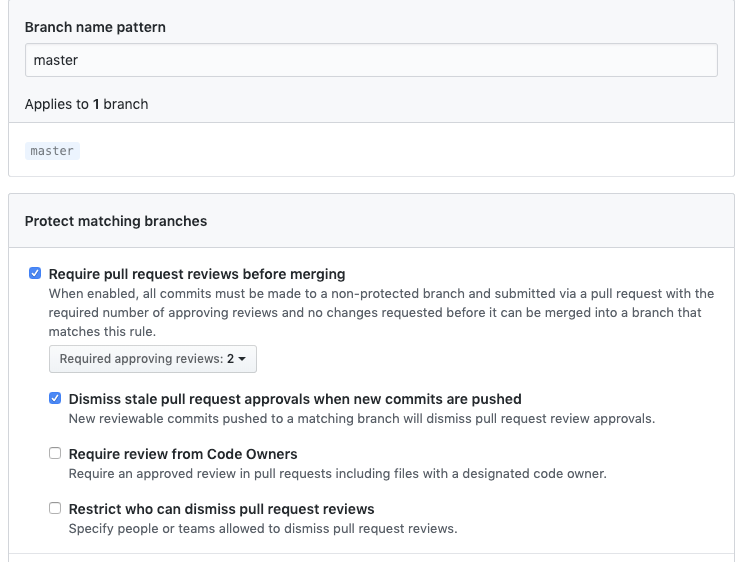 Branch name pattern
master
Applies to 1 branch
master
Protect matching branches
Require pull request reviews before merging
When enabled, all commits must be made to a non-protected branch and submitted via a pull request with the
required number of approving reviews and no changes requested before it can be merged into a branch that
matches this rule.
Required approving reviews: 2
Dismiss stale pull request approvals when new commits are pushed
New reviewable commits pushed to a matching branch will dismiss pull request review approvals.
Require review from Code Owners
Require an approved review in pull requests including files with a designated code owner.
Restrict who can dismiss pull request reviews
Specify people or teams allowed to dismiss pull request reviews.